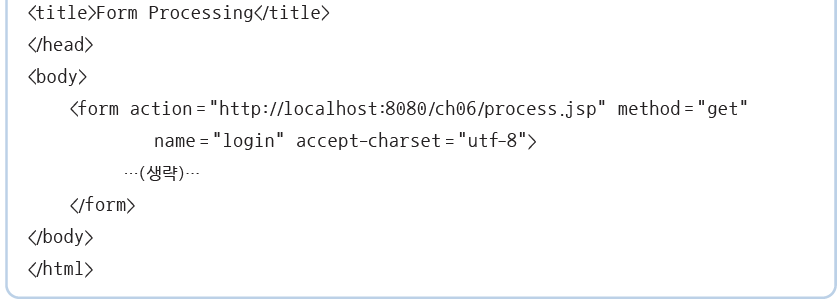 <title>Form Processing</title>
</head>
<body>
<form action="http://localhost:8080/ch06/process.jsp" method="get"
name="login" accept-charset="utf-8">
…(생략)…
</form>
</body>
</html>